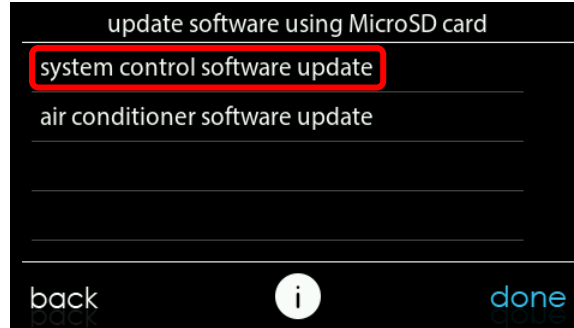 update software using MicroSD card
system control software update
air conditioner software update
back
i
done